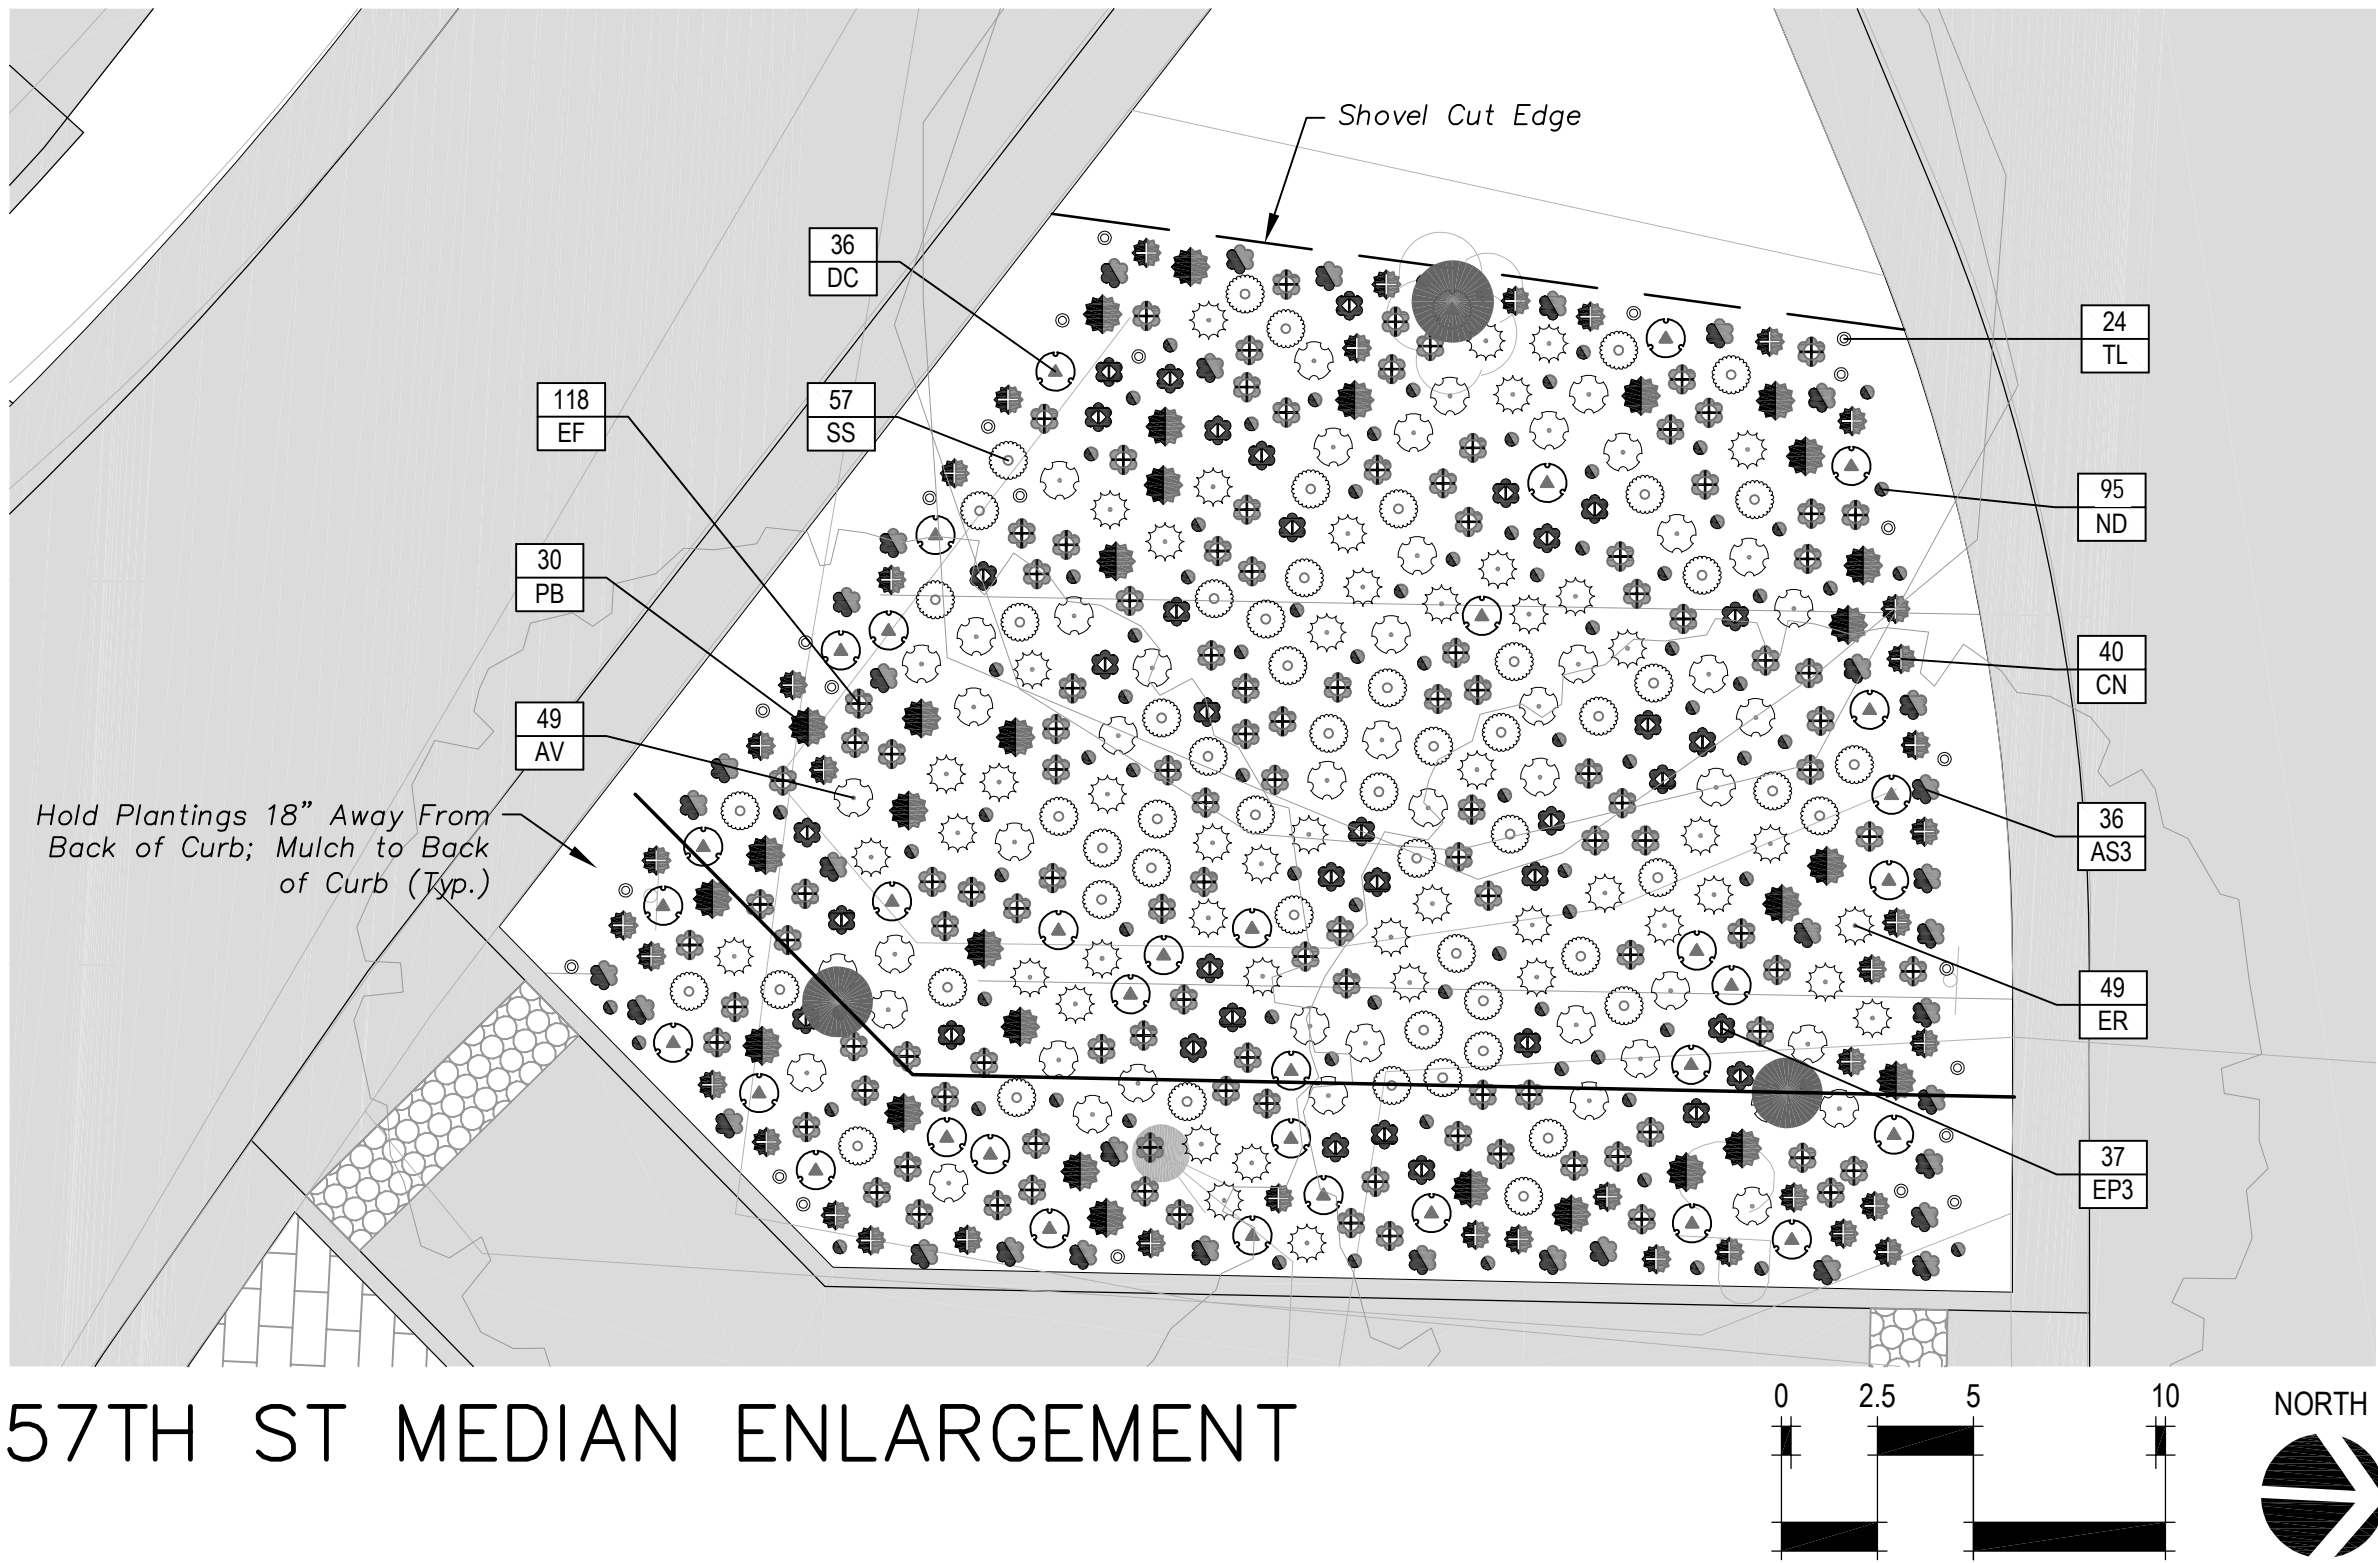 Shovel Cut Edge
36
DC
118
EF
57
SS
30
PB
49
AV
Hold Plantings 18” Away From
Back of Curb; Mulch to Back
of Curb (Typ.)
24
TL
95
ND
40
CN
36
AS3
49
ER
37
EP3
57TH ST MEDIAN ENLARGEMENT
0 2.5 5 10
NORTH